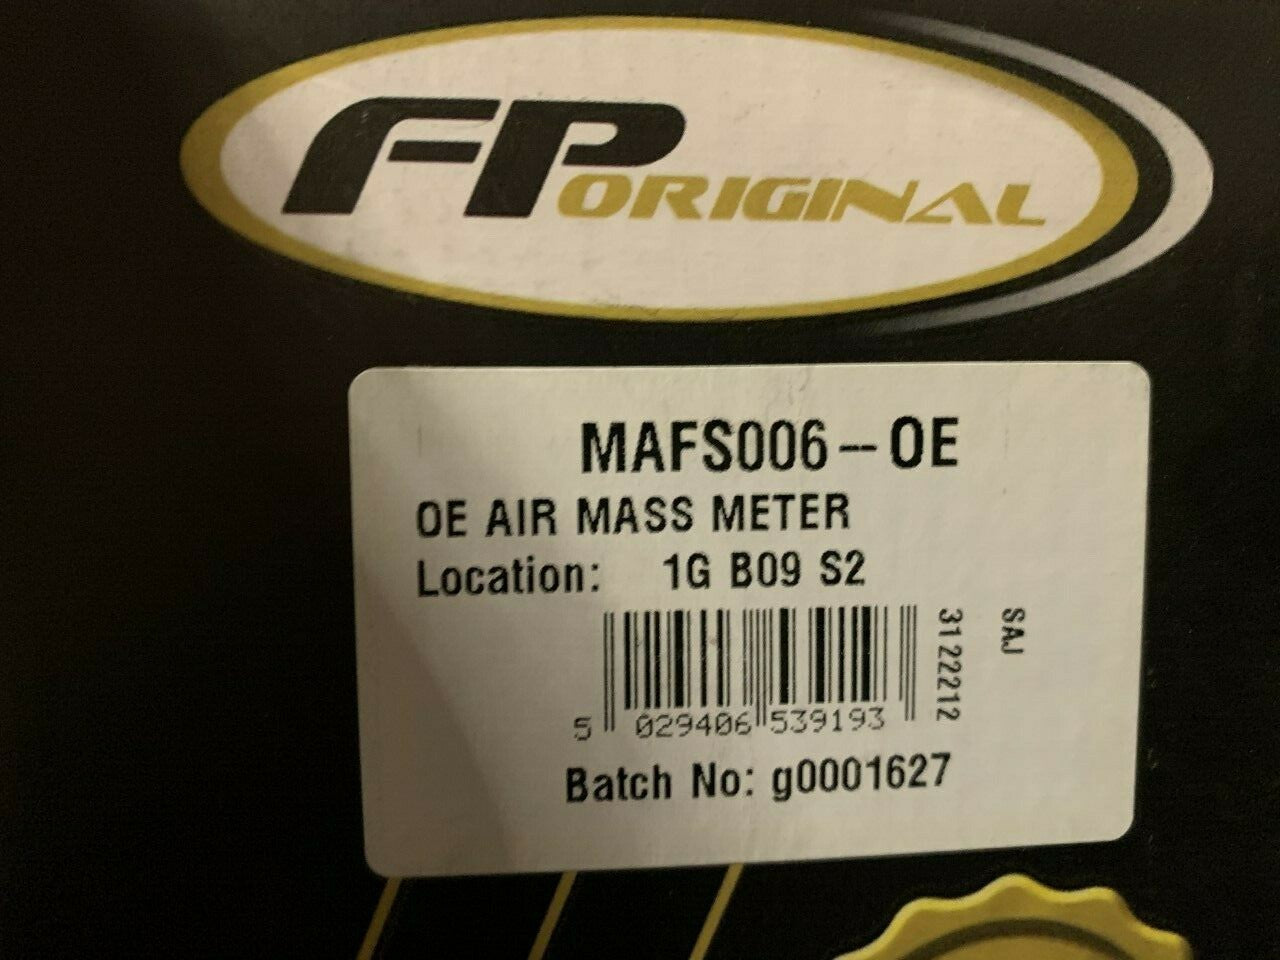 FP ORIGINAL
MAFS006--OE
OE AIR MASS METER
Location: 1G B09 S2
5 029406 539193
3122212
SAJ
Batch No: g0001627